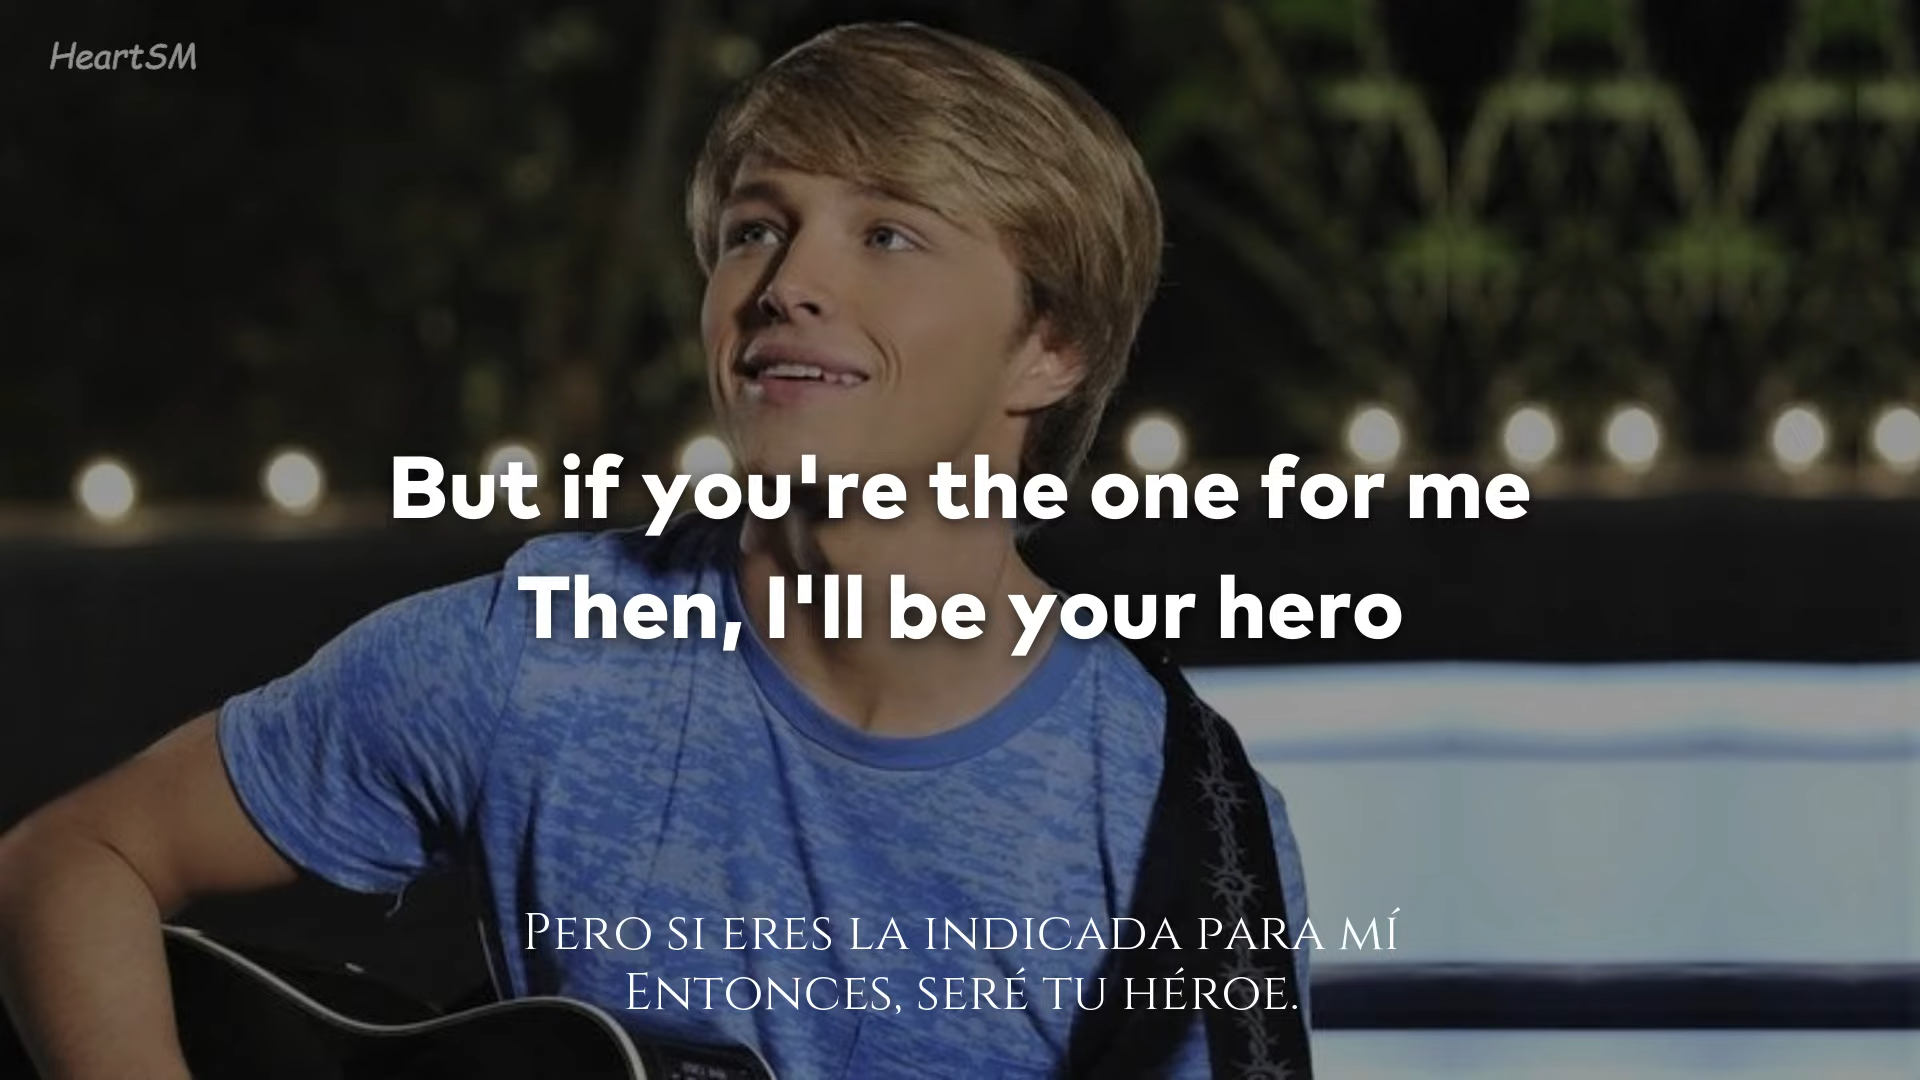 HeartSM
But if you're the one for me
Then, I'll be your hero
Pero si eres la indicada para mí
Entonces, seré tu héroe.